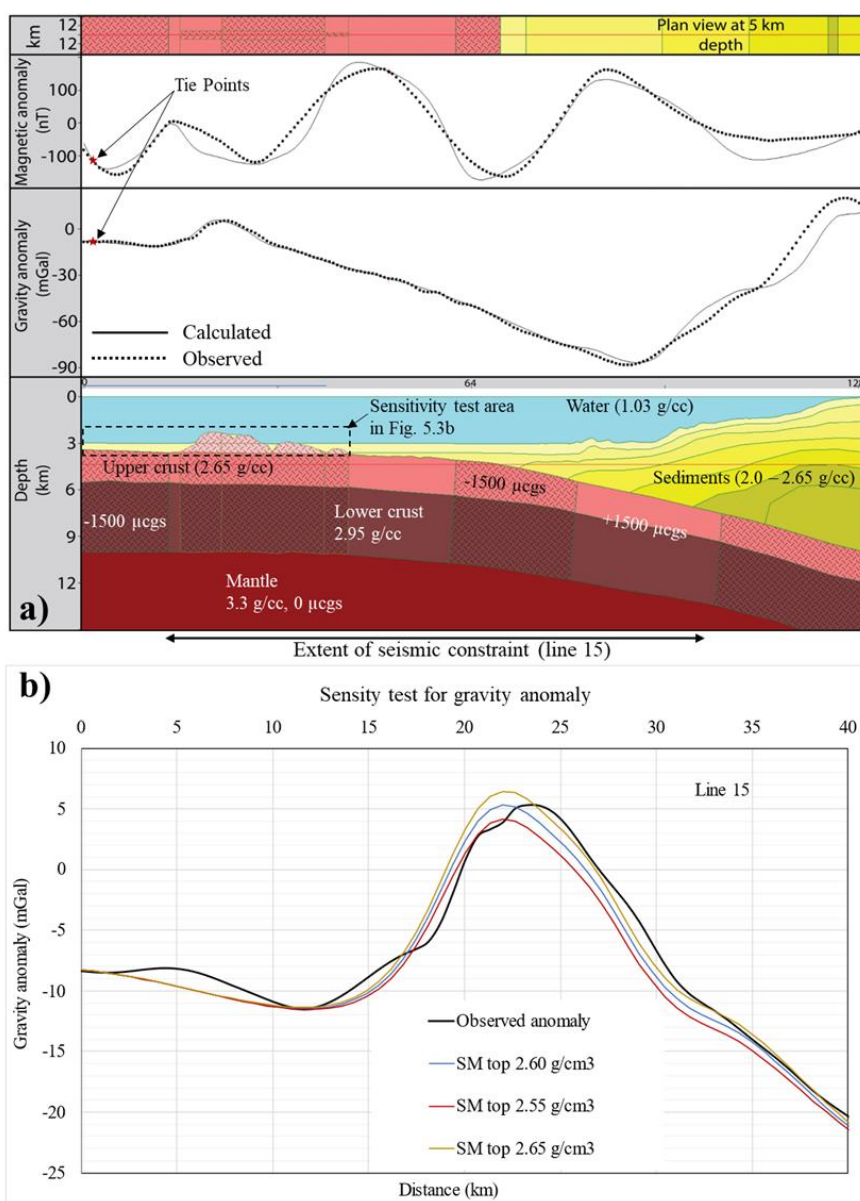 km
12
0
12
Plan view at 5 km
depth
Magnetic anomaly
(nT)
100
0
-100
Tie Points
Gravity anomaly
(mGal)
0
-30
-60
-90
Calculated
Observed
0
64
128
Depth
(km)
0
3
6
9
12
Sensitivity test area
in Fig. 5.3b
Water (1.03 g/cc)
Upper crust (2.65 g/cc)
-1500 µcgs
Sediments (2.0 – 2.65 g/cc)
-1500 µcgs
Lower crust
2.95 g/cc
+1500 µcgs
Mantle
3.3 g/cc, 0 µcgs
a)
Extent of seismic constraint (line 15)
b)
Sensity test for gravity anomaly
0 5 10 15 20 25 30 35 40
10
5
0
-5
-10
-15
-20
-25
Gravity anomaly (mGal)
Line 15
Observed anomaly
SM top 2.60 g/cm3
SM top 2.55 g/cm3
SM top 2.65 g/cm3
Distance (km)